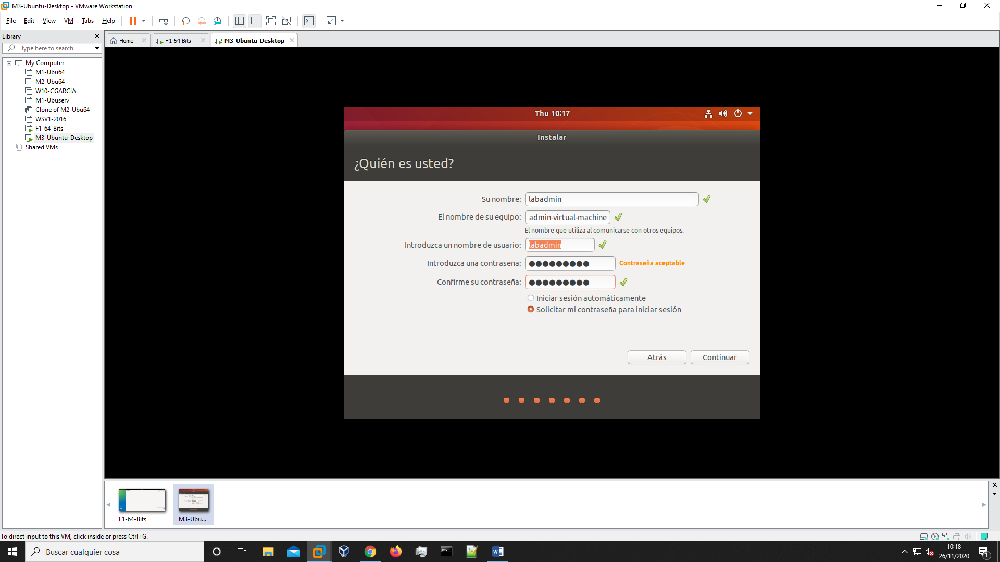 M3-Ubuntu-Desktop - VMware Workstation
File Edit View VM Tabs Help
Library
Home
F1-64-Bits
M3-Ubuntu-Desktop
Type here to search
My Computer
M1-Ubu64
M2-Ubu64
W10-CGARCIA
M1-Ubuserv
Clone of M2-Ubu64
WSV1-2016
F1-64-Bits
M3-Ubuntu-Desktop
Shared VMs
Thu 10:17
Instalar
¿Quién es usted?
Su nombre: labadmin
El nombre de su equipo: admin-virtual-machine
El nombre que utiliza al comunicarse con otros equipos.
Introduzca un nombre de usuario: labadmin
Introduzca una contraseña: ●●●●●●●●● Contraseña aceptable
Confirme su contraseña: ●●●●●●●●●
Iniciar sesión automáticamente
Solicitar mi contraseña para iniciar sesión
Atrás Continuar
F1-64-Bits
M3-Ubu...
To direct input to this VM, click inside or press Ctrl+G.
Buscar cualquier cosa
10:18
26/11/2020
1